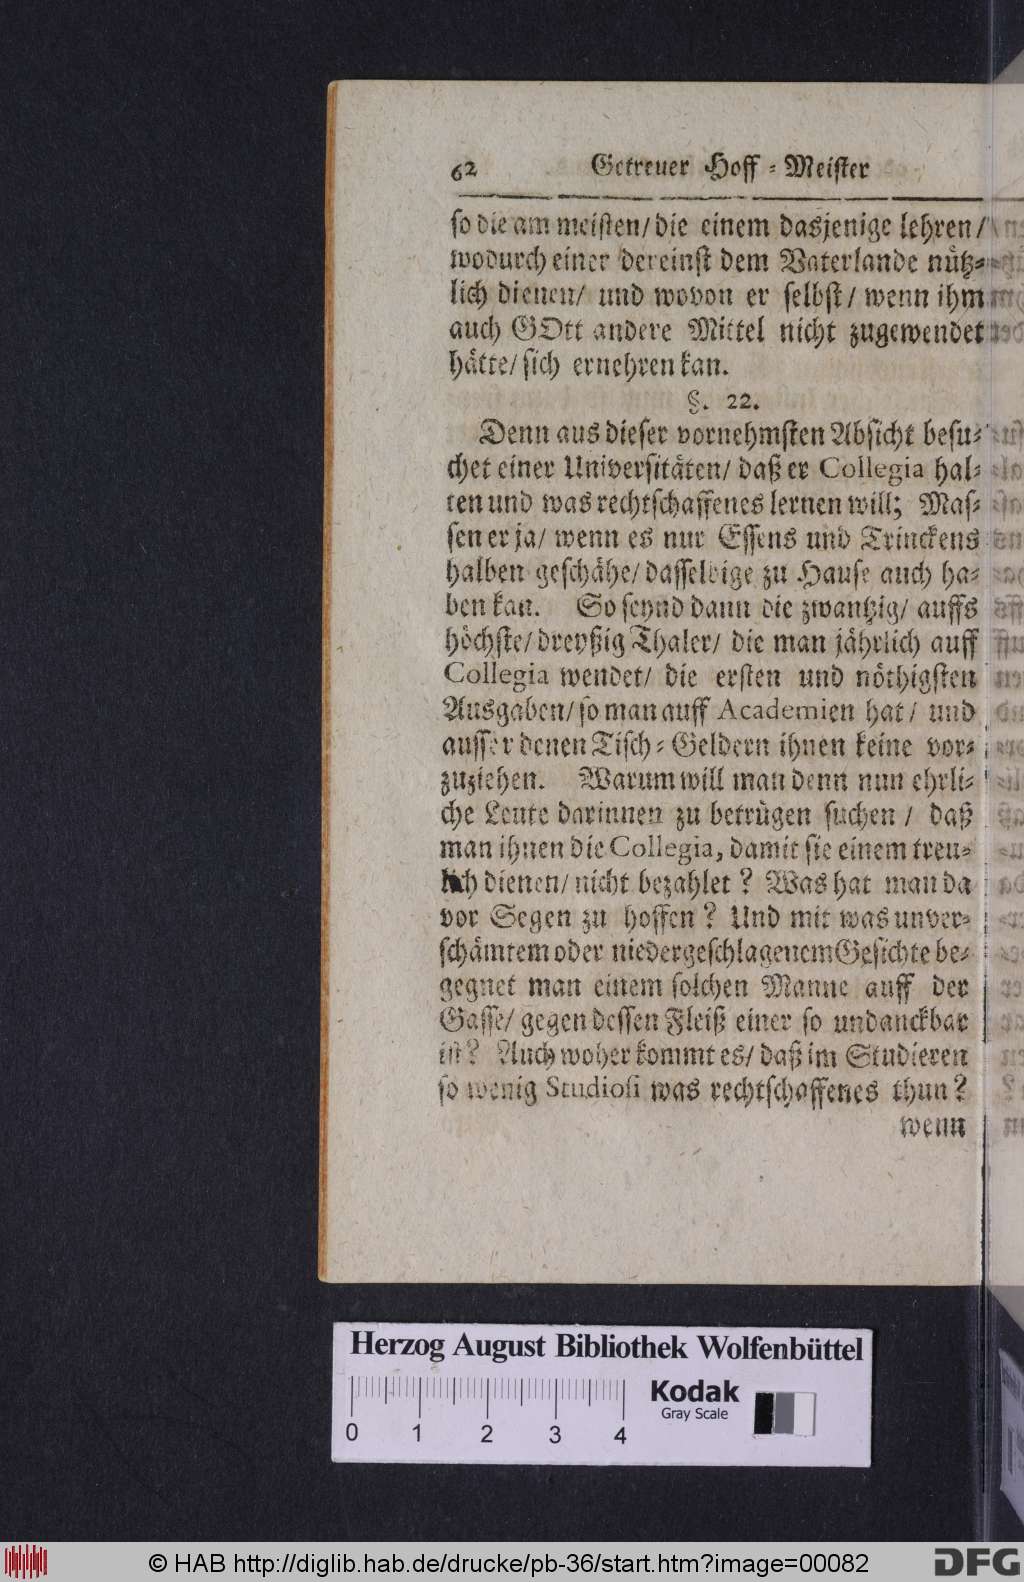 62 Getreuer Hoff-Meister
so die am meisten/ die einem dasjenige lehren/
wodurch einer dereinst dem Vaterlande nütz-
lich dienen/ und wovon er selbst/ wenn ihm
auch GOtt andere Mittel nicht zugewendet
hätte/ sich ernehren kan.
§. 22.
Denn aus dieser vornehmsten Absicht besu-
chet einer Universitäten/ daß er Collegia hal-
ten und was rechtschaffenes lernen will; Mas-
sen er ja/ wenn es nur Essens und Trinckens
halben geschähe/ dasselbige zu Hause auch ha-
ben kan. So seynd dann die zwantzig/ auffs
höchste/ dreyßig Thaler/ die man jährlich auff
Collegia wendet/ die ersten und nöthigsten
Ausgaben/ so man auff Academien hat/ und
ausser denen Tisch-Geldern ihnen keine vor-
zuziehen. Warum will man denn nun ehrli-
che Leute darinnen zu betrügen suchen/ daß
man ihnen die Collegia, damit sie einem treu-
lich dienen/ nicht bezahlet? Was hat man da
vor Segen zu hoffen? Und mit was unver-
schämtem oder niedergeschlagenem Gesichte be-
gegnet man einem solchen Manne auff der
Gasse/ gegen dessen Fleiß einer so undanckbar
ist? Auch woher kommt es/ daß im Studieren
so wenig Studiosi was rechtschaffenes thun?
wenn
Herzog August Bibliothek Wolfenbüttel
Kodak
Gray Scale
0 1 2 3 4
© HAB http://diglib.hab.de/drucke/pb-36/start.htm?image=00082
DFG